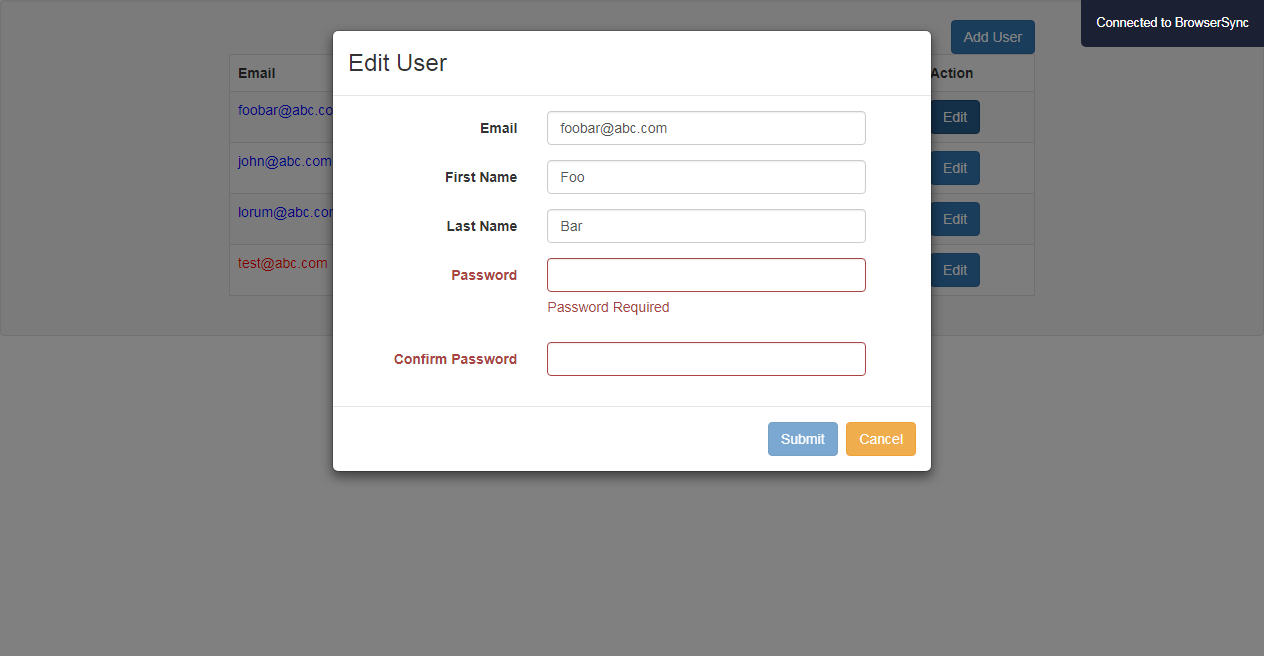 Connected to BrowserSync
Add User
Edit User
Email
Action
Email foobar@abc.com
foobar@abc.co
Edit
First Name Foo
john@abc.com
Edit
Last Name Bar
lorum@abc.co
Edit
Password
test@abc.com
Edit
Password Required
Confirm Password
Submit Cancel